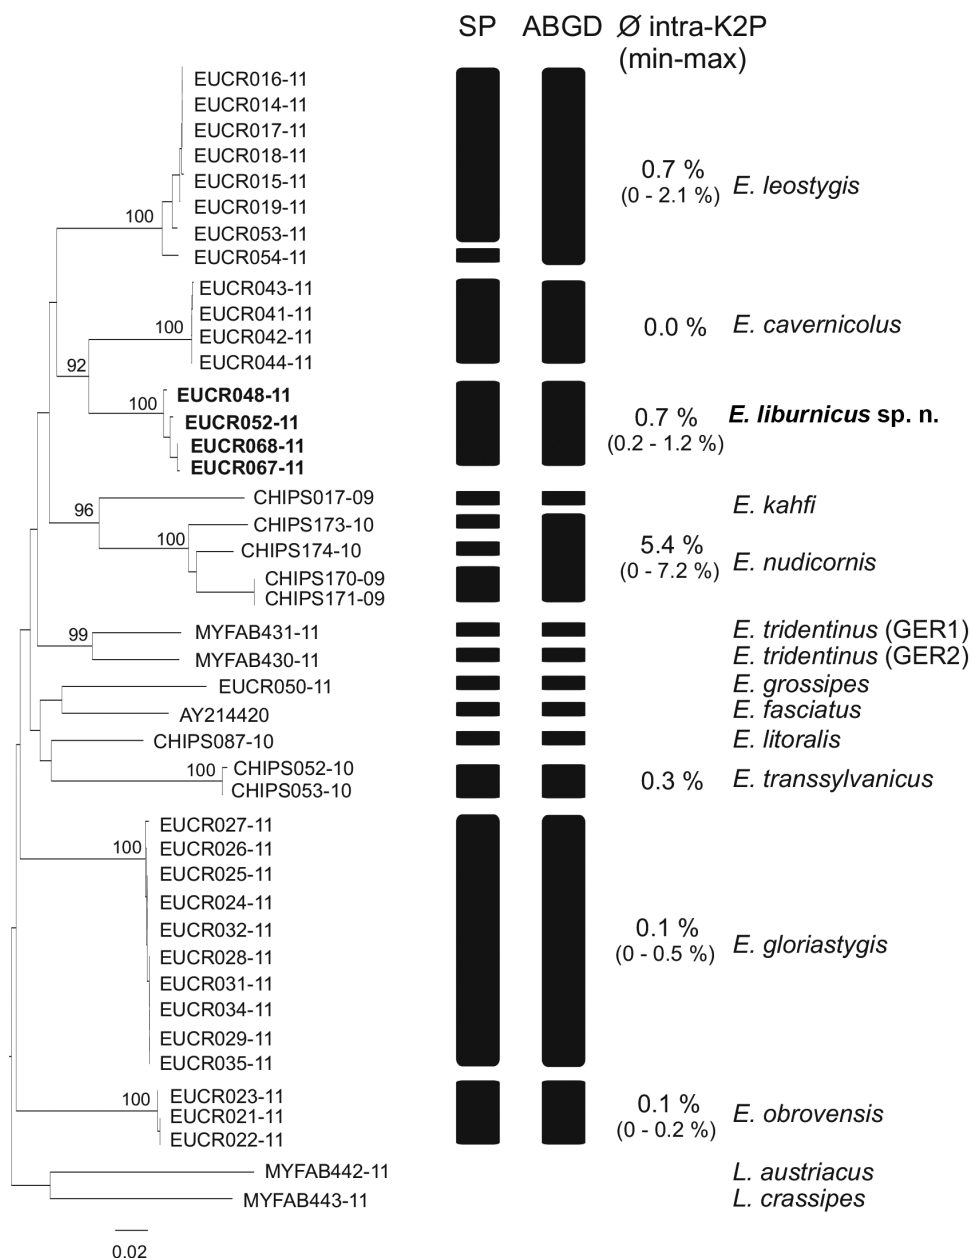 SP ABGD Ø intra-K2P
(min-max)
EUCR016-11
EUCR014-11
EUCR017-11
EUCR018-11
EUCR015-11
EUCR019-11
EUCR053-11
EUCR054-11
100
0.7 %
(0 - 2.1 %)
E. leostygis
EUCR043-11
EUCR041-11
EUCR042-11
EUCR044-11
100
0.0 %
E. cavernicolus
92
EUCR048-11
EUCR052-11
EUCR068-11
EUCR067-11
100
0.7 %
(0.2 - 1.2 %)
E. liburnicus sp. n.
CHIPS017-09
E. kahfi
96
CHIPS173-10
CHIPS174-10
CHIPS170-09
CHIPS171-09
100
5.4 %
(0 - 7.2 %)
E. nudicornis
MYFAB431-11
E. tridentinus (GER1)
99
MYFAB430-11
E. tridentinus (GER2)
EUCR050-11
E. grossipes
AY214420
E. fasciatus
CHIPS087-10
E. litoralis
100
CHIPS052-10
CHIPS053-10
0.3 %
E. transsylvanicus
EUCR027-11
EUCR026-11
EUCR025-11
EUCR024-11
EUCR032-11
EUCR028-11
EUCR031-11
EUCR034-11
EUCR029-11
EUCR035-11
100
0.1 %
(0 - 0.5 %)
E. gloriastygis
100
EUCR023-11
EUCR021-11
EUCR022-11
0.1 %
(0 - 0.2 %)
E. obrovensis
MYFAB442-11
L. austriacus
MYFAB443-11
L. crassipes
0.02